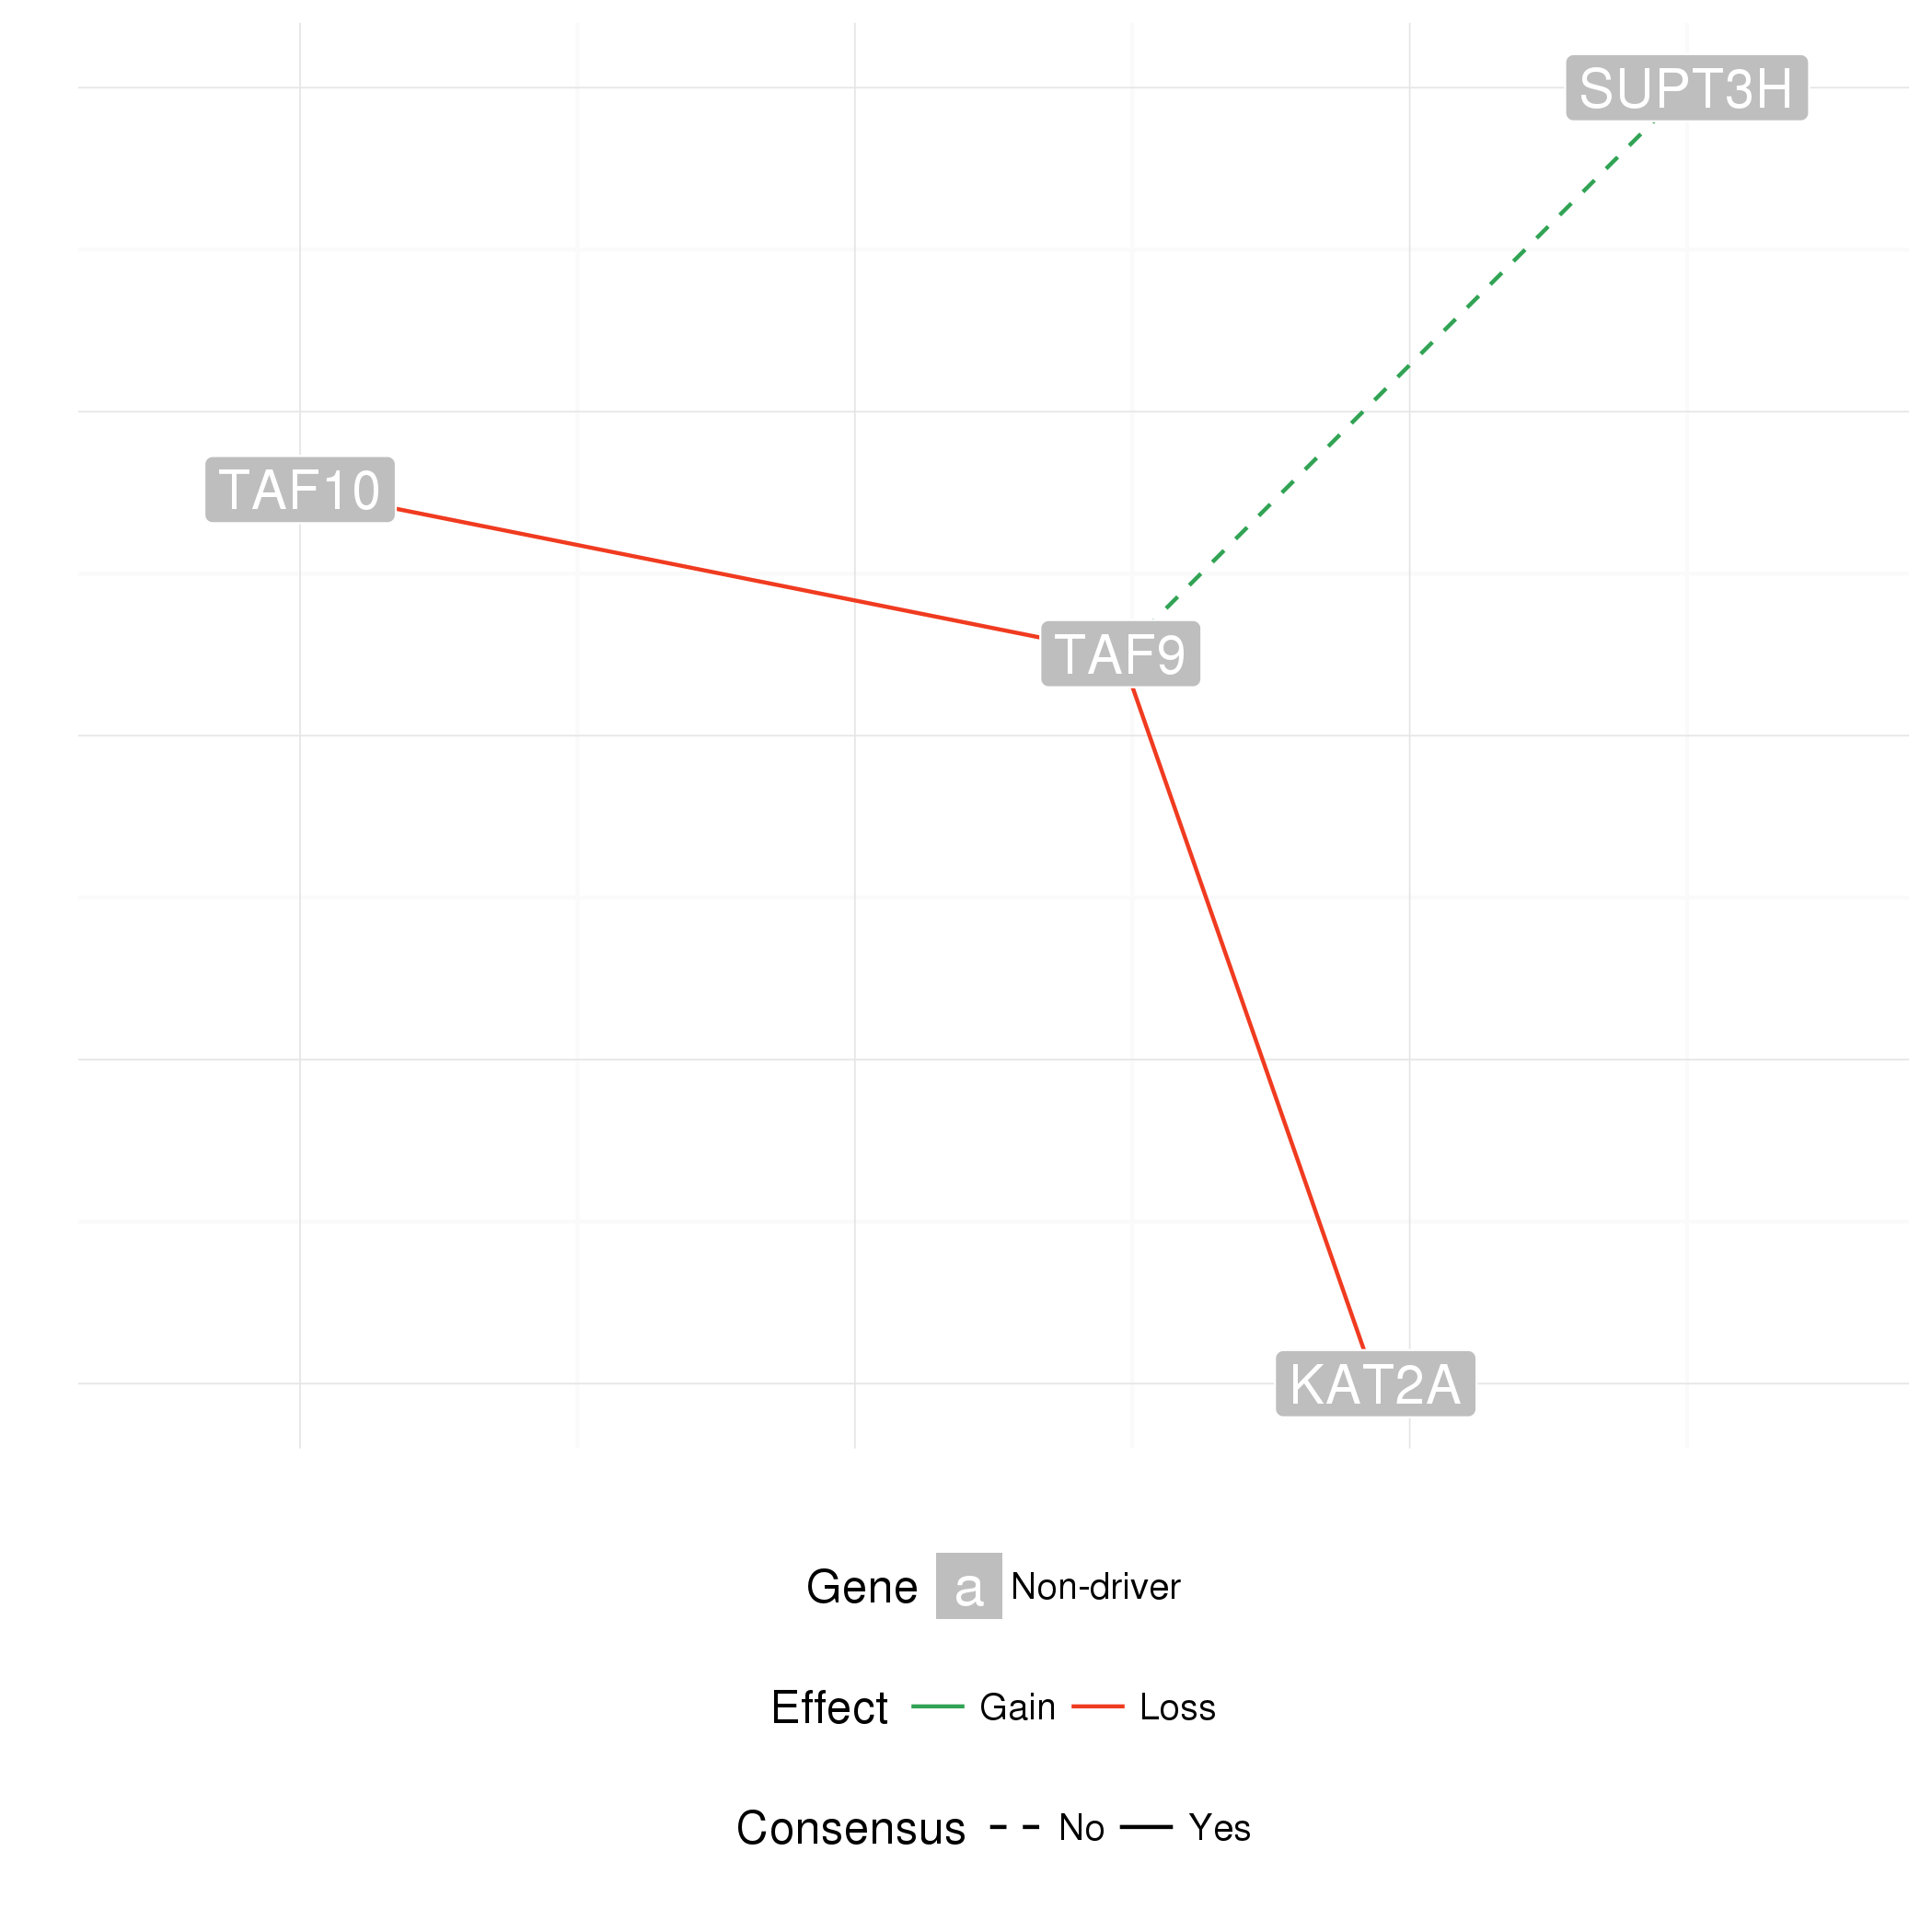 SUPT3H
TAF10
TAF9
KAT2A
Gene a Non-driver
Effect Gain Loss
Consensus No Yes